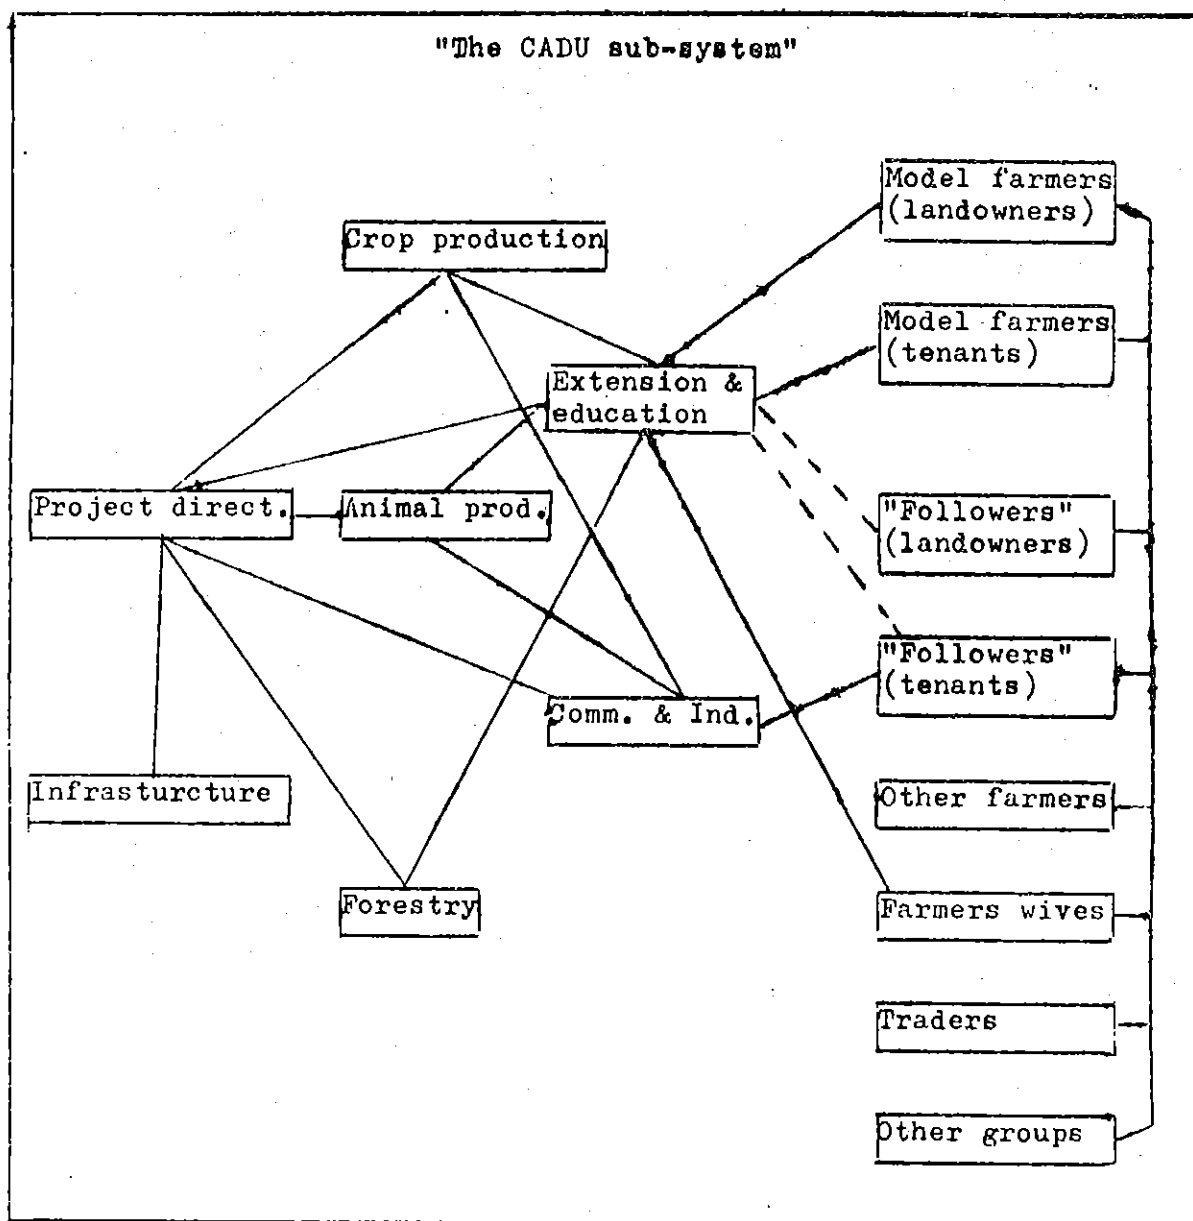 "The CADU sub-system"
Model farmers
(landowners)
Crop production
Model farmers
(tenants)
Extension &
education
Project direct.
Animal prod.
"Followers"
(landowners)
"Followers"
(tenants)
Comm. & Ind.
Infrasturcture
Other farmers
Forestry
Farmers wives
Traders
Other groups